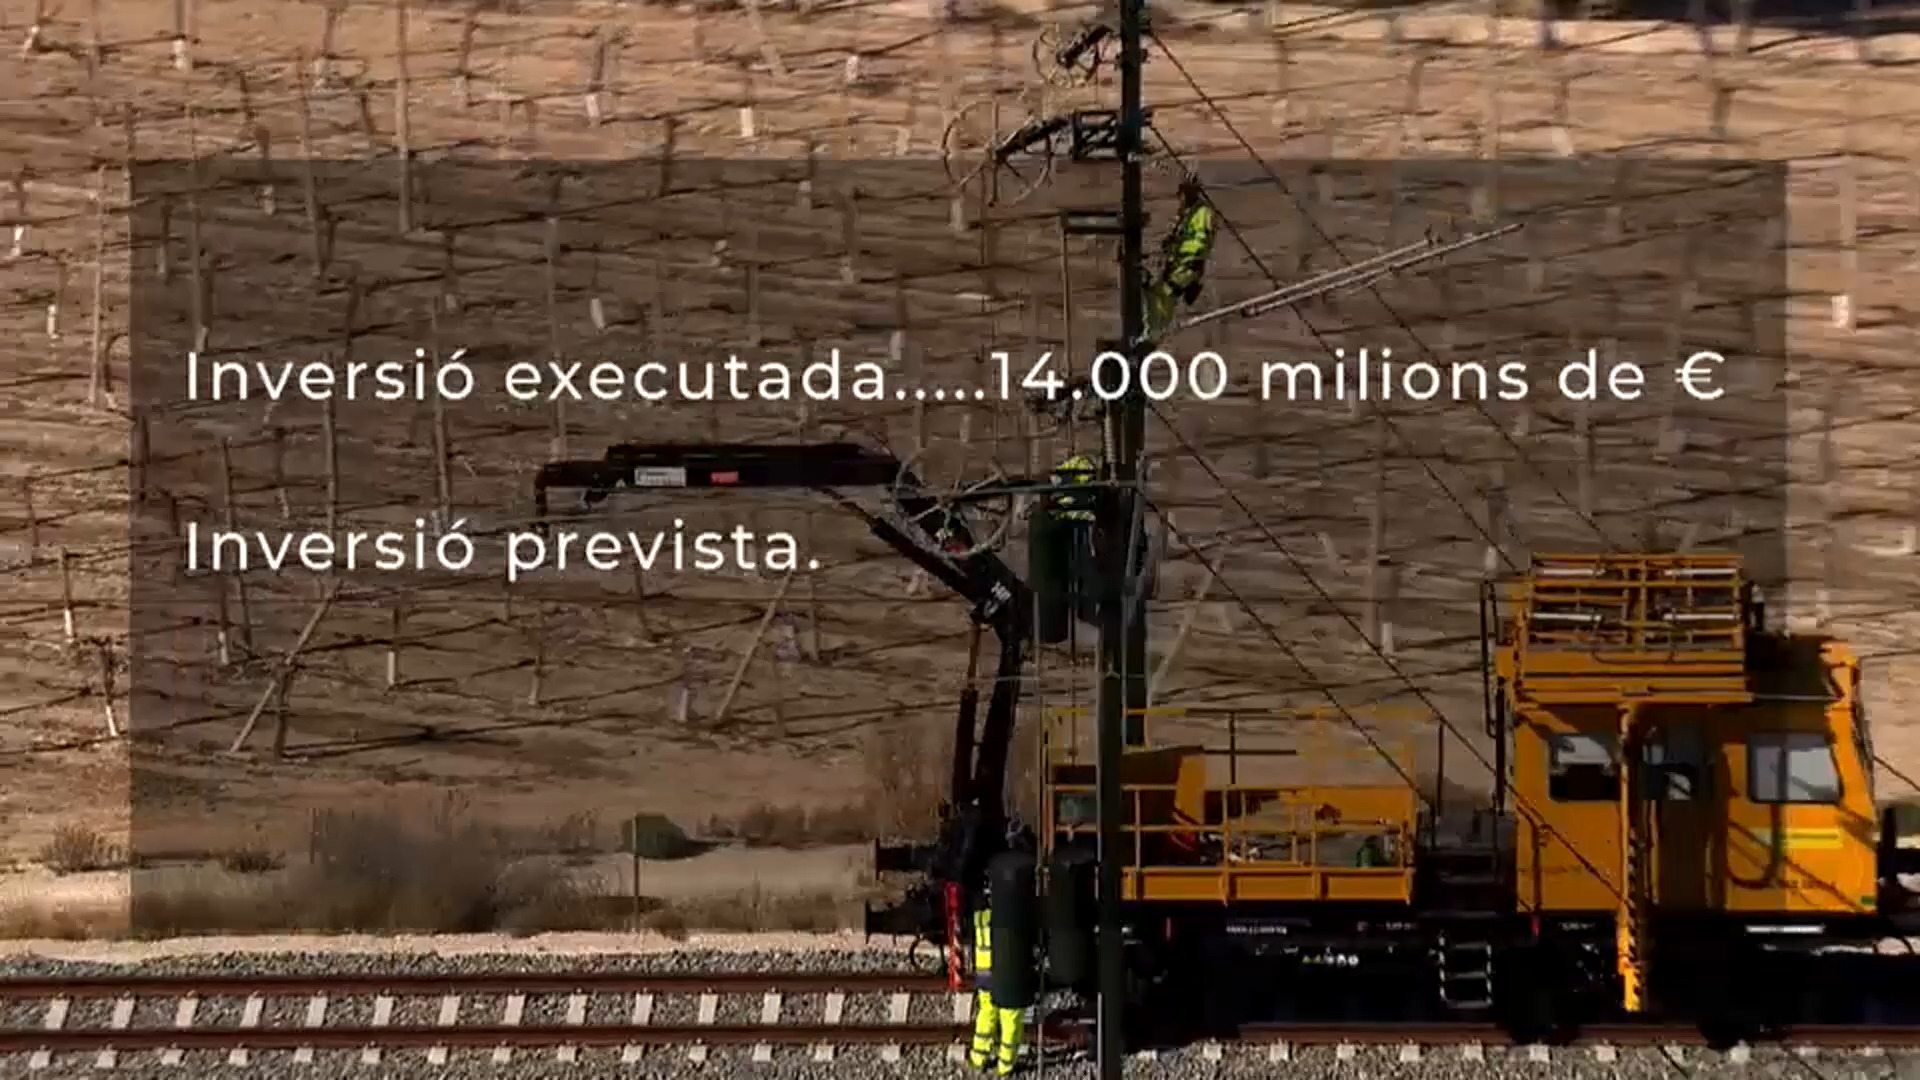 Inversió executada.....14.000 milions de €
Inversió prevista.